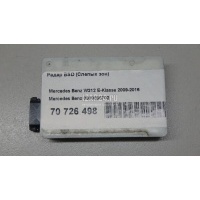 Радар BSD (Слепых зон)
Mercedes Benz W212 E-Klasse 2009-2016
Mercedes Benz
70 726 498